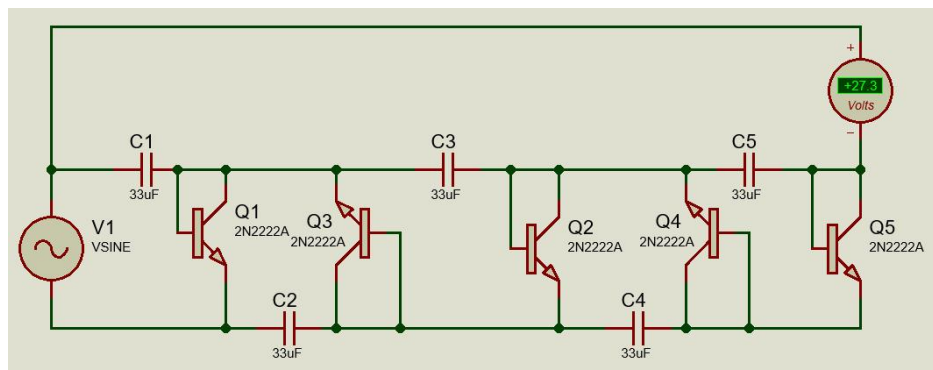 +
+27.3
Volts
−
C1
33uF
C3
33uF
C5
33uF
V1
VSINE
Q1
2N2222A
Q3
2N2222A
Q2
2N2222A
Q4
2N2222A
Q5
2N2222A
C2
33uF
C4
33uF